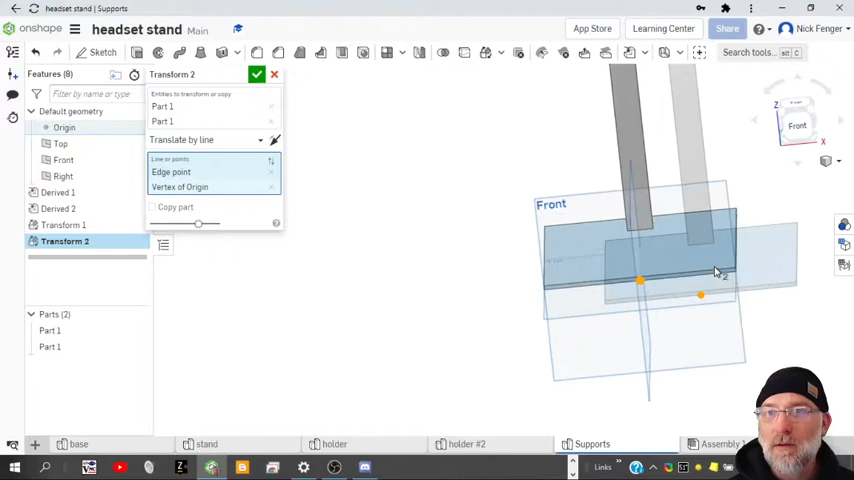 headset stand | Supports
onshape
headset stand
Main
App Store
Learning Center
Share
Nick Fenger
Sketch
Search tools...
Features (8)
Filter by name or type
Default geometry
Origin
Top
Front
Right
Derived 1
Derived 2
Transform 1
Transform 2
Parts (2)
Part 1
Part 1
Transform 2
Entities to transform or copy
Part 1
Part 1
Translate by line
Line or points
Edge point
Vertex of Origin
Copy part
Front
Z
Front
X
base
stand
holder
holder #2
Supports
Assembly 1
Links